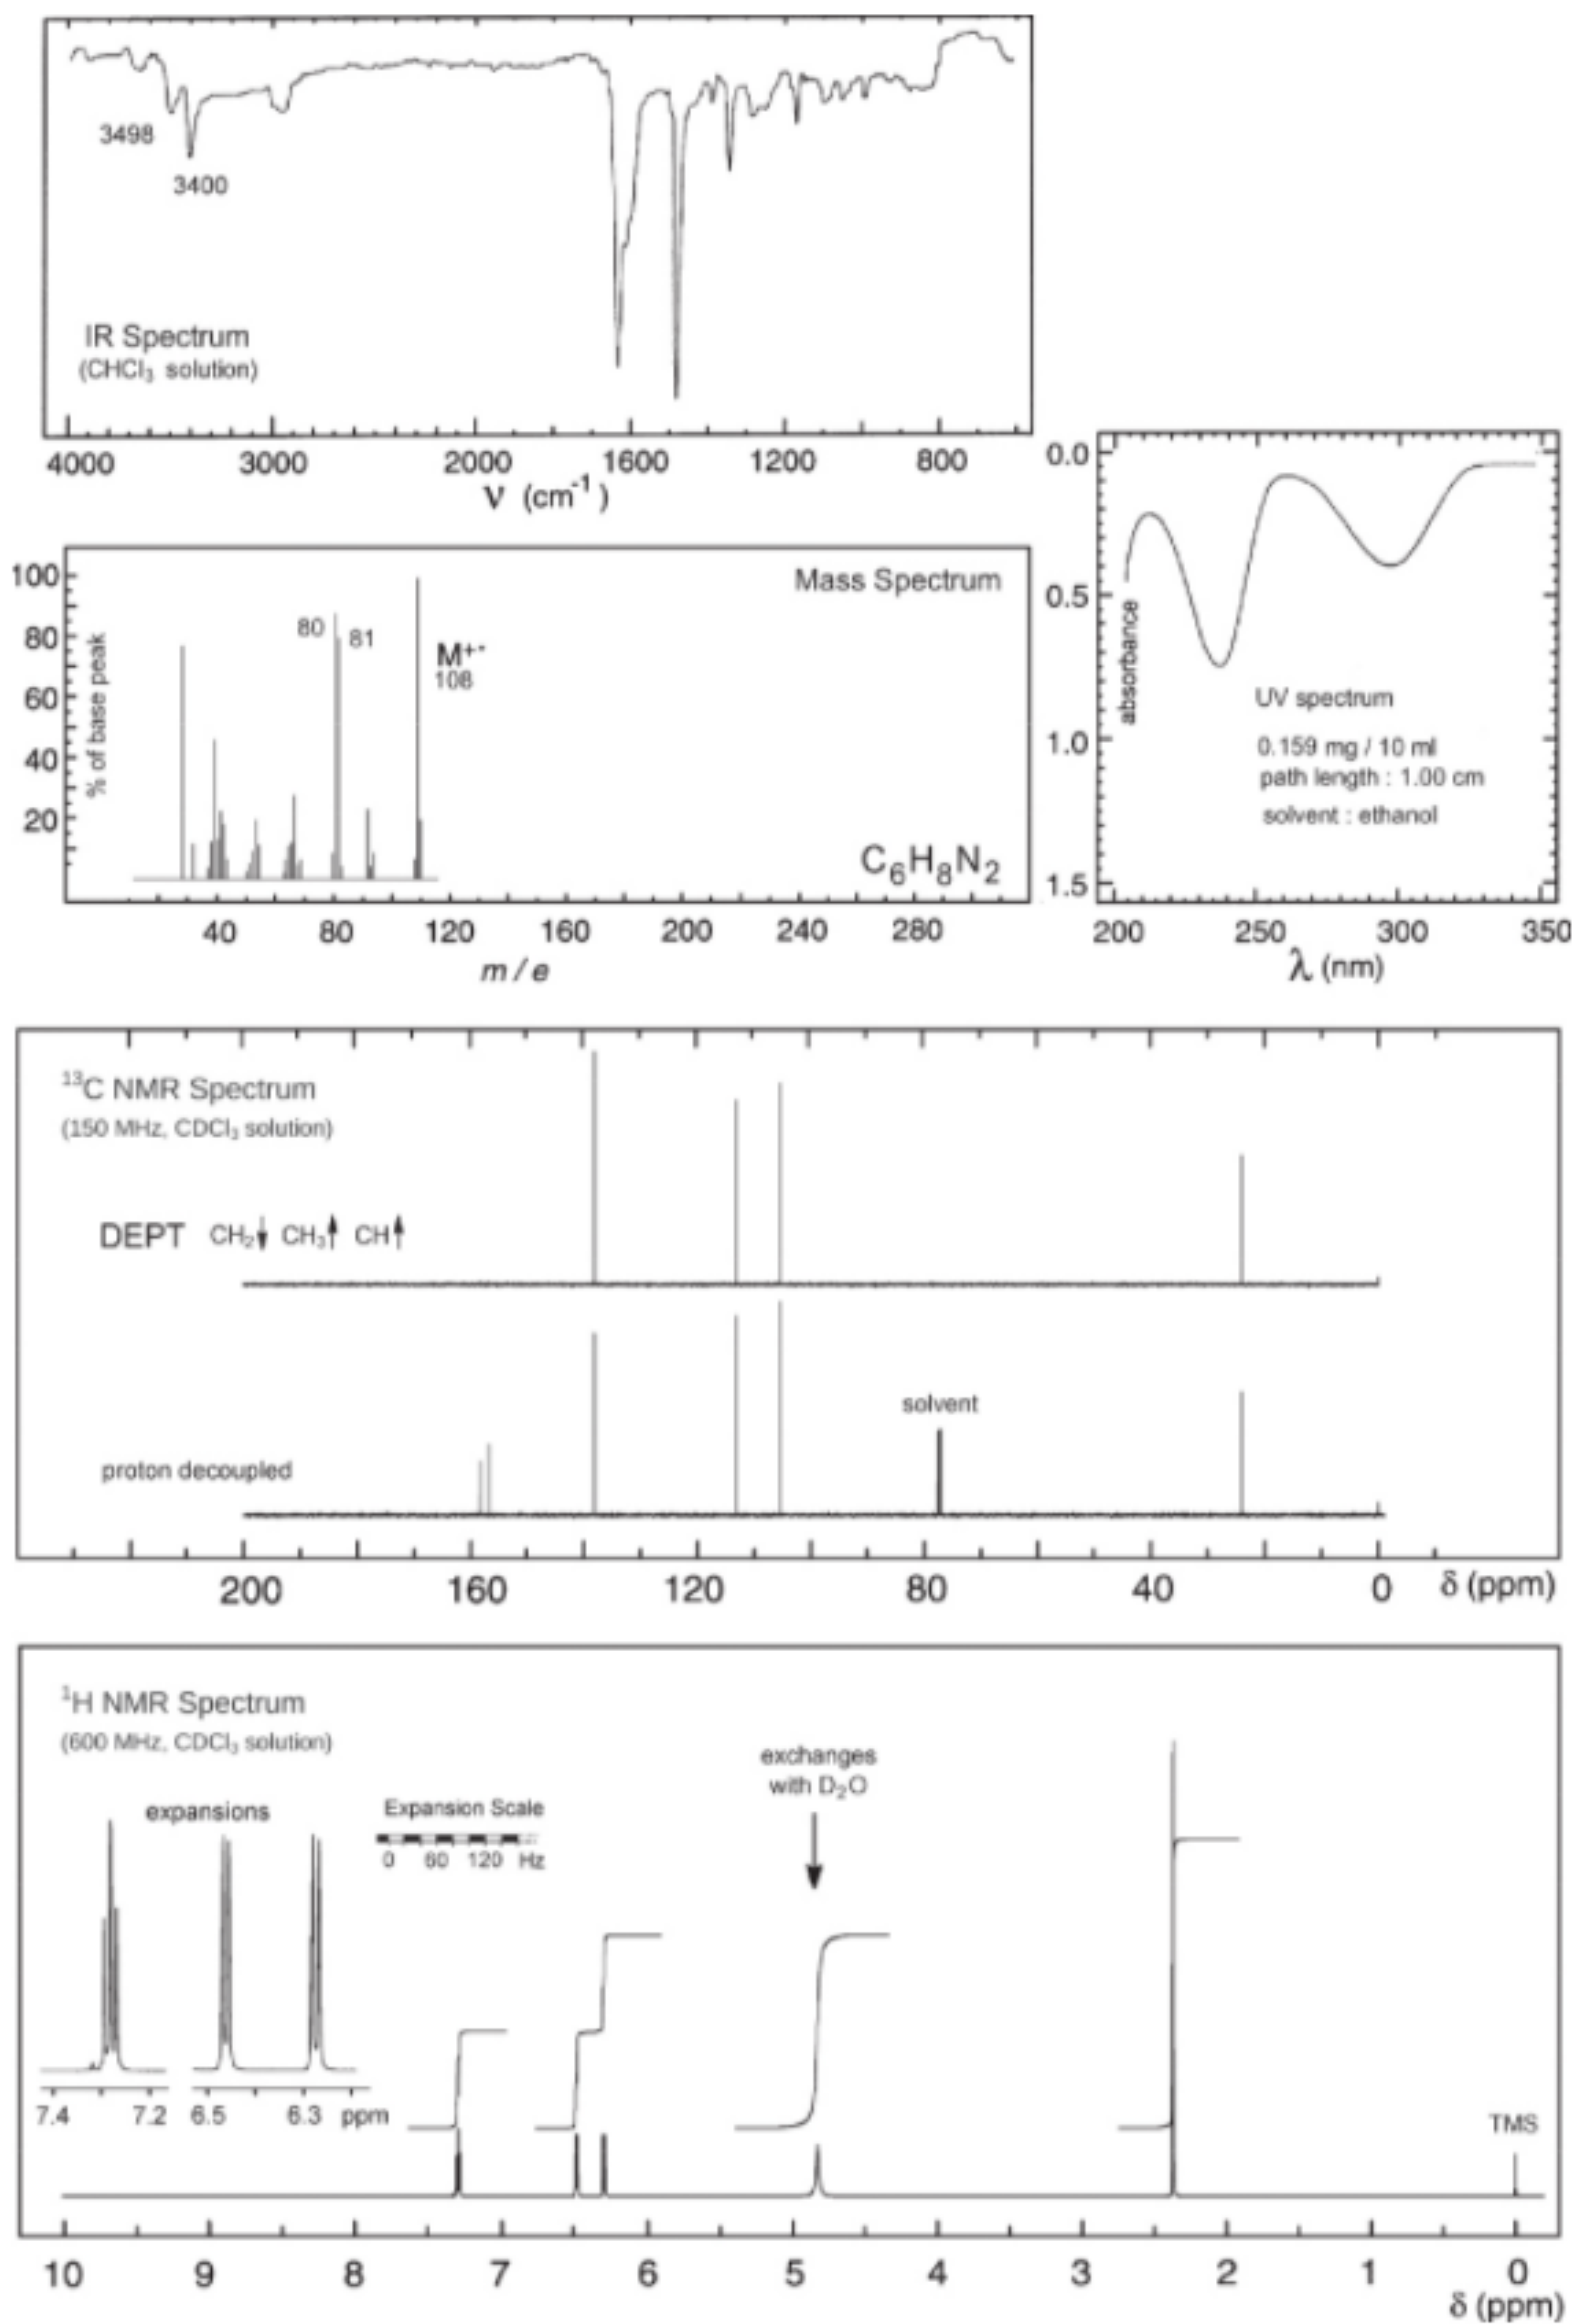 3498
3400
IR Spectrum
(CHCl₃ solution)
4000 3000 2000 1600 1200 800
ν (cm⁻¹)
0.0
0.5
1.0
1.5
absorbance
UV spectrum
0.159 mg / 10 ml
path length : 1.00 cm
solvent : ethanol
200 250 300 350
λ (nm)
100
80
60
40
20
% of base peak
Mass Spectrum
80
81
M⁺·
108
C₆H₈N₂
40 80 120 160 200 240 280
m / e
¹³C NMR Spectrum
(150 MHz, CDCl₃ solution)
DEPT CH₂↓ CH₃↑ CH↑
solvent
proton decoupled
200 160 120 80 40 0 δ (ppm)
¹H NMR Spectrum
(600 MHz, CDCl₃ solution)
exchanges
with D₂O
expansions
Expansion Scale
0 60 120 Hz
7.4 7.2 6.5 6.3 ppm
TMS
10 9 8 7 6 5 4 3 2 1 0
δ (ppm)